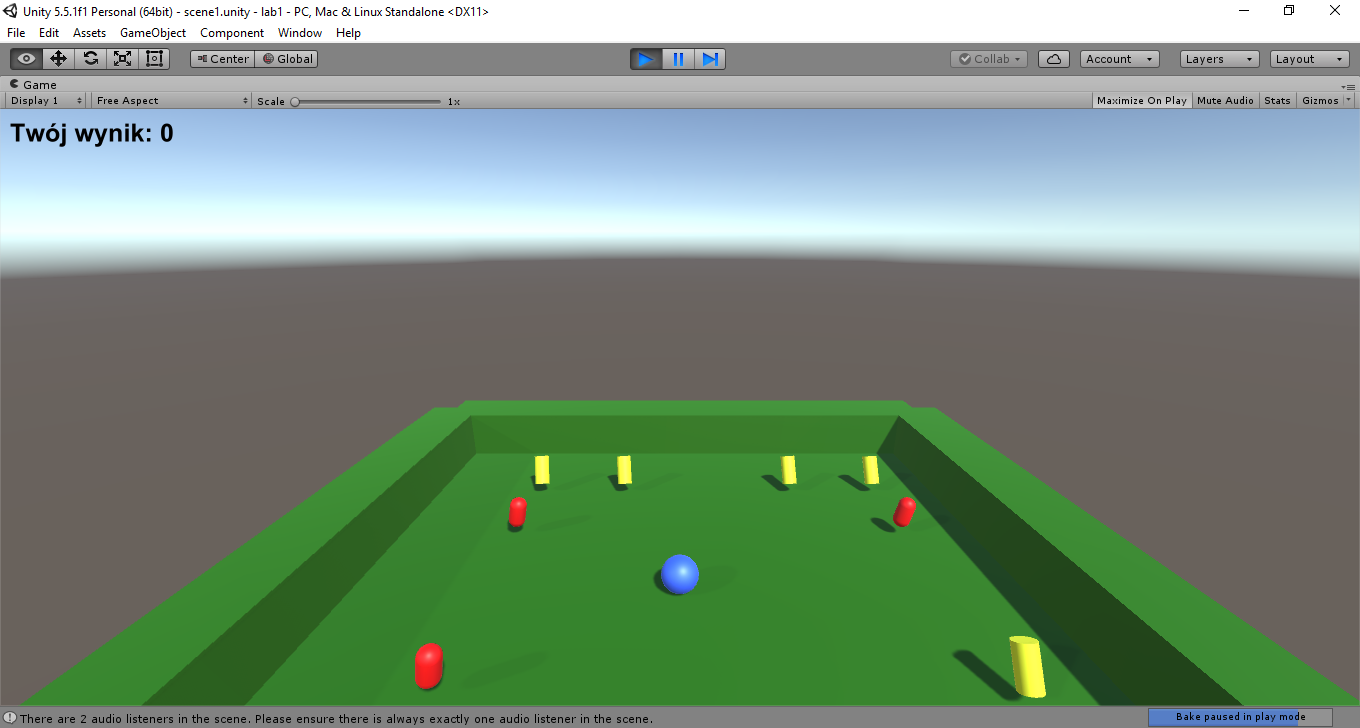 Unity 5.5.1f1 Personal (64bit) - scene1.unity - lab1 - PC, Mac & Linux Standalone <DX11>
File Edit Assets GameObject Component Window Help
Center Global Collab Account Layers Layout
Game
Display 1 Free Aspect Scale 1x Maximize On Play Mute Audio Stats Gizmos
Twój wynik: 0
There are 2 audio listeners in the scene. Please ensure there is always exactly one audio listener in the scene. Bake paused in play mode